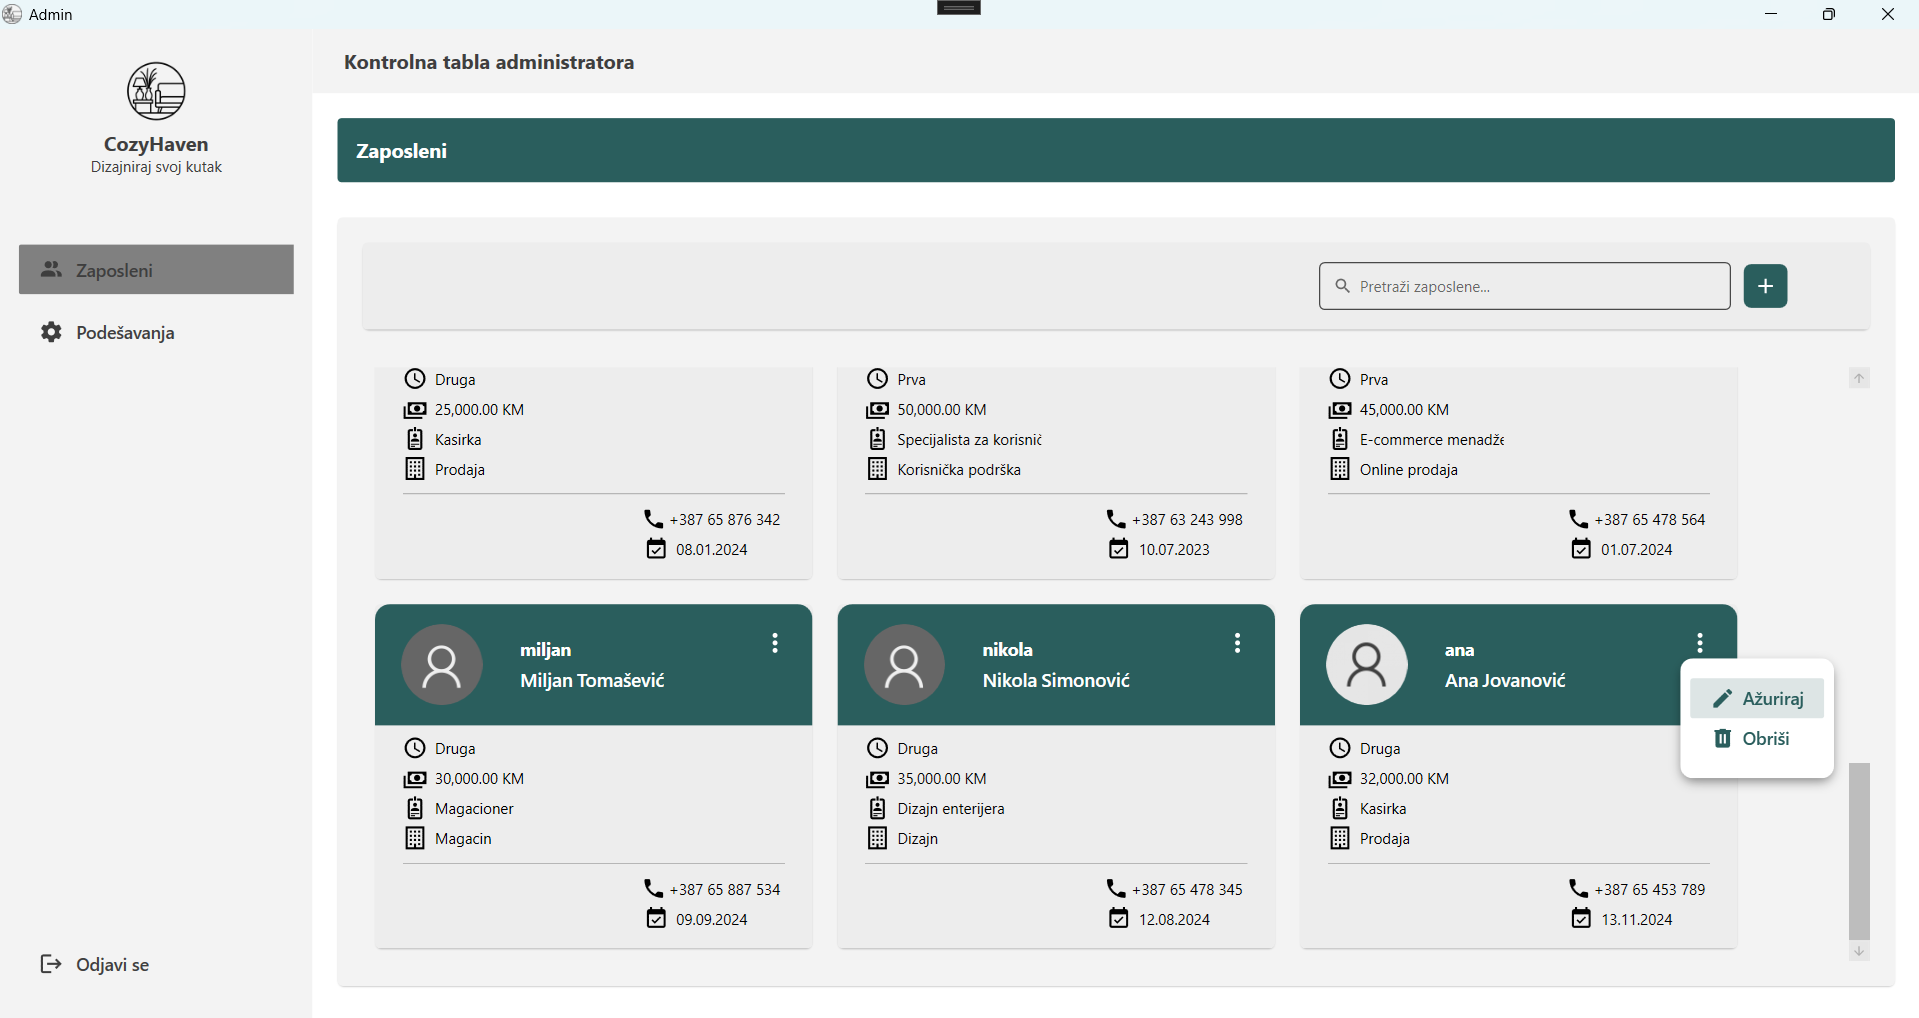 Admin
CozyHaven
Dizajniraj svoj kutak
Zaposleni
Podešavanja
Odjavi se
Kontrolna tabla administratora
Zaposleni
Pretraži zaposlene...
+
Druga
25,000.00 KM
Kasirka
Prodaja
+387 65 876 342
08.01.2024
Prva
50,000.00 KM
Specijalista za korisnič
Korisnička podrška
+387 63 243 998
10.07.2023
Prva
45,000.00 KM
E-commerce menadže
Online prodaja
+387 65 478 564
01.07.2024
miljan
Miljan Tomašević
Druga
30,000.00 KM
Magacioner
Magacin
+387 65 887 534
09.09.2024
nikola
Nikola Simonović
Druga
35,000.00 KM
Dizajn enterijera
Dizajn
+387 65 478 345
12.08.2024
ana
Ana Jovanović
Ažuriraj
Obriši
Druga
32,000.00 KM
Kasirka
Prodaja
+387 65 453 789
13.11.2024